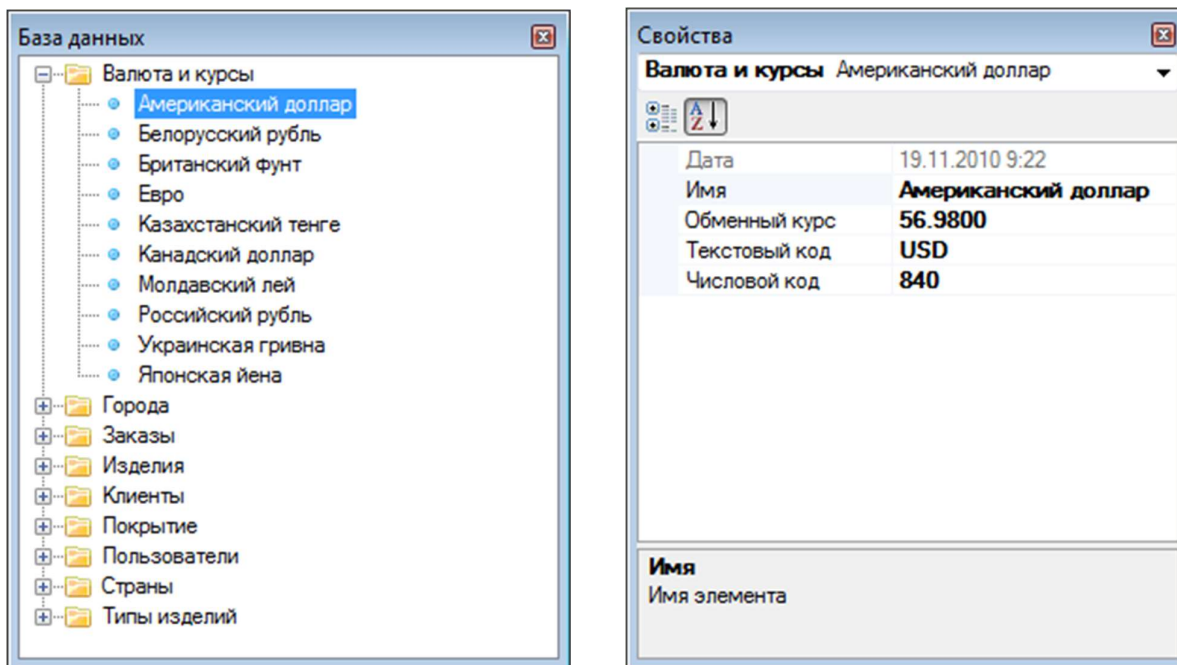 База данных
Валюта и курсы
Американский доллар
Белорусский рубль
Британский фунт
Евро
Казахстанский тенге
Канадский доллар
Молдавский лей
Российский рубль
Украинская гривна
Японская йена
Города
Заказы
Изделия
Клиенты
Покрытие
Пользователи
Страны
Типы изделий
Свойства
Валюта и курсы Американский доллар
Дата 19.11.2010 9:22
Имя Американский доллар
Обменный курс 56.9800
Текстовый код USD
Числовой код 840
Имя
Имя элемента